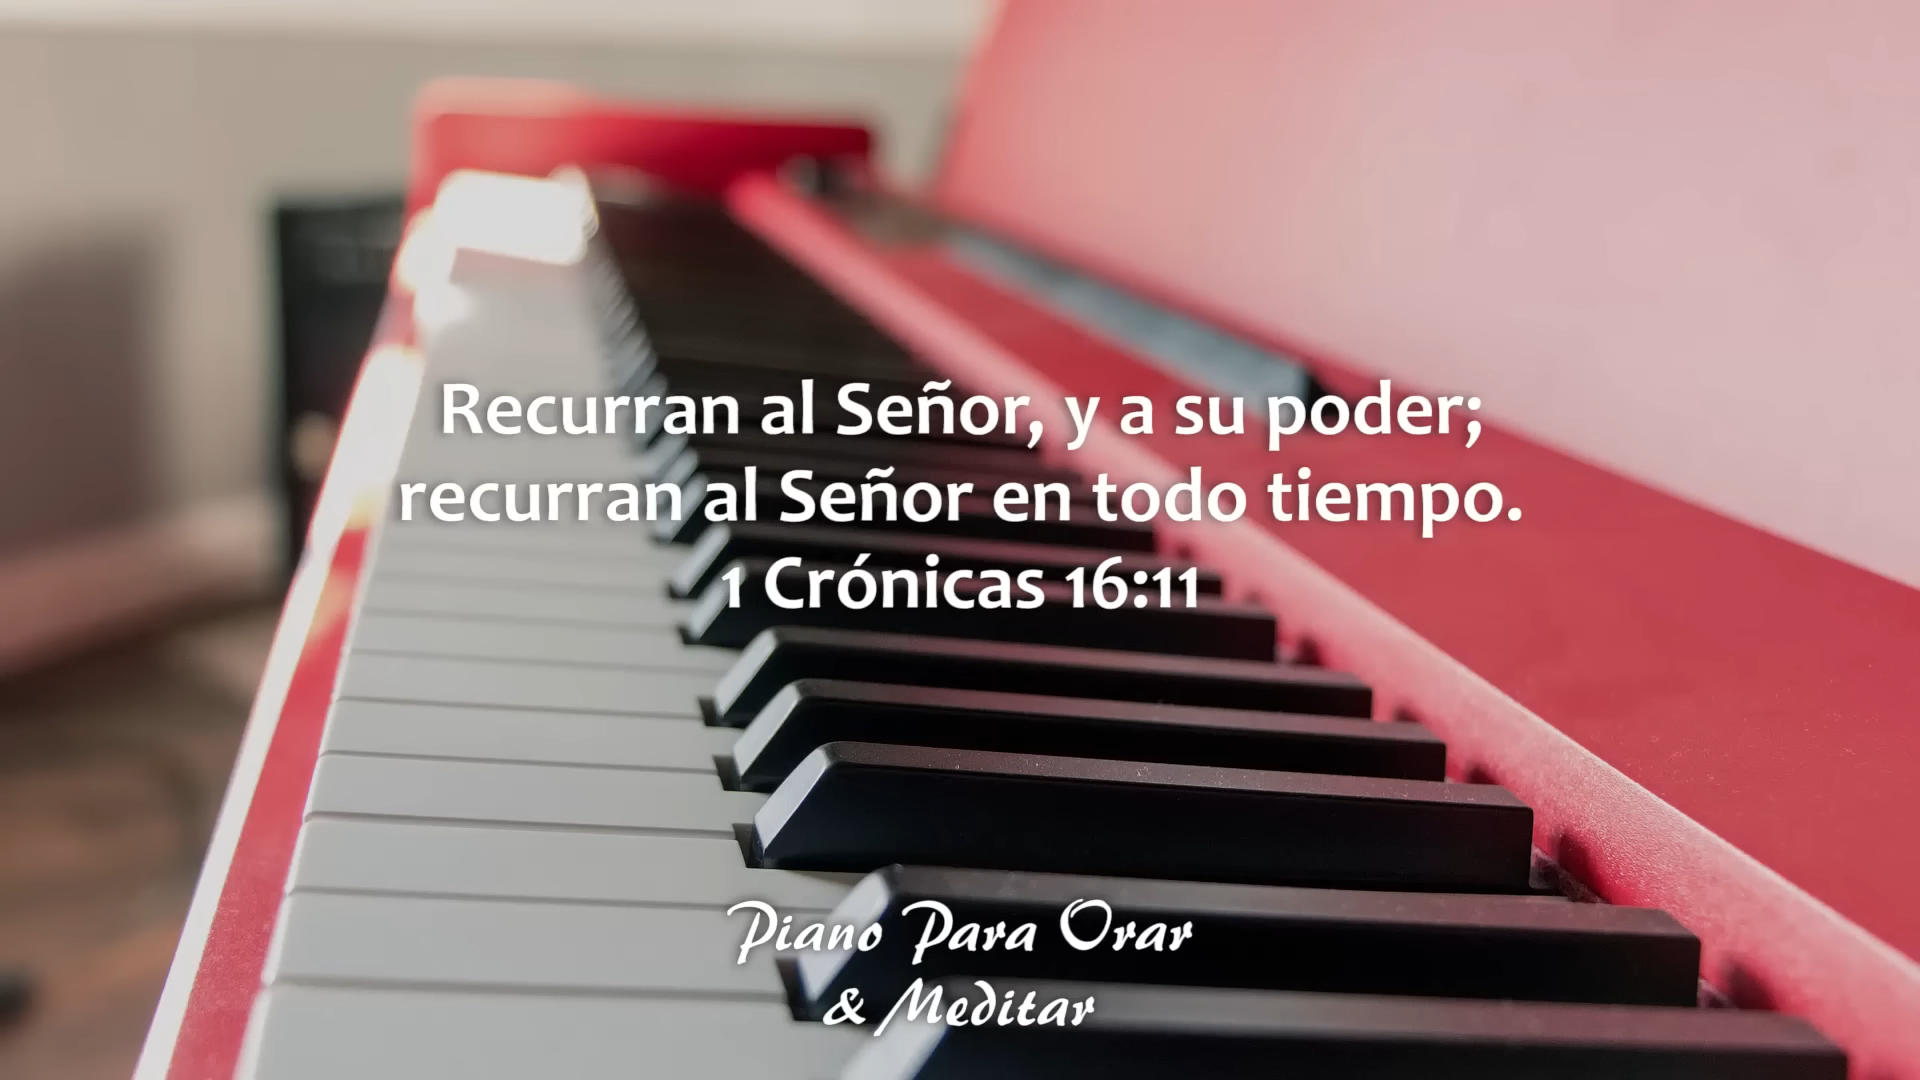 Recurran al Señor, y a su poder;
recurran al Señor en todo tiempo.
1 Crónicas 16:11
Piano Para Orar
& Meditar